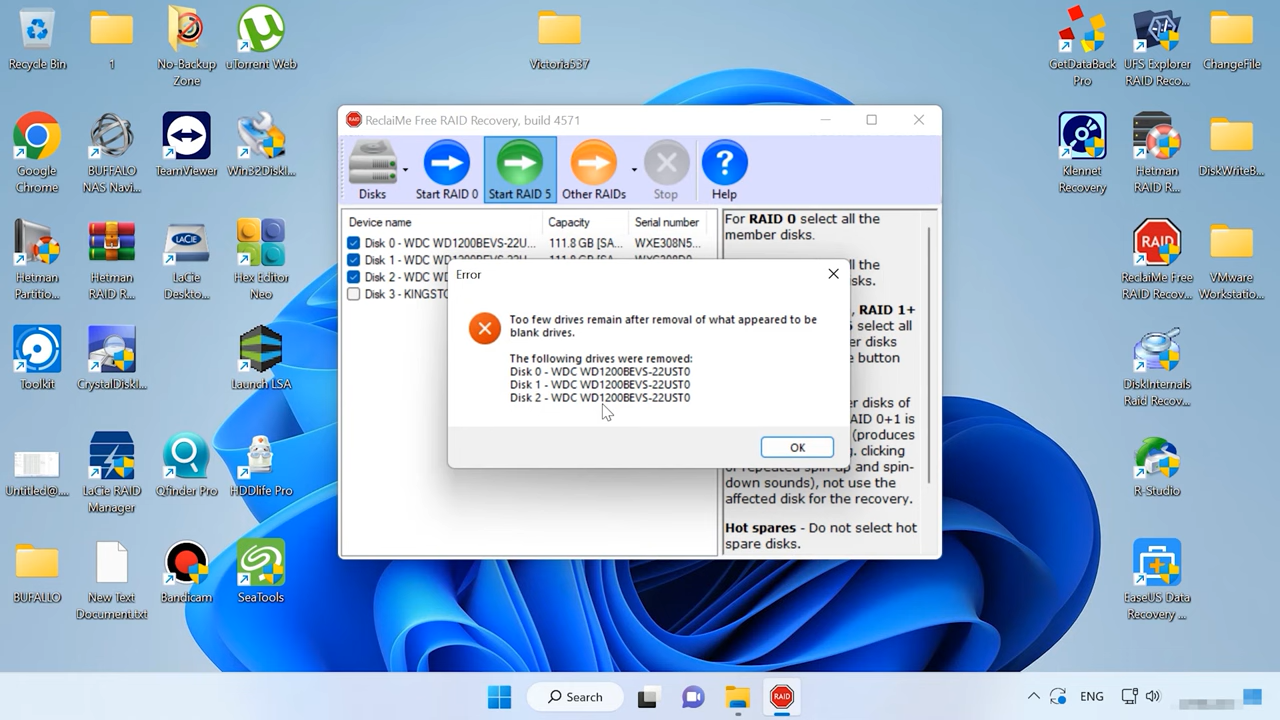 Recycle Bin
1
No-Backup
Zone
uTorrent Web
Victoria537
GetDataBack
Pro
UFS Explorer
RAID Reco...
ChangeFile
Google
Chrome
BUFFALO
NAS Navi...
TeamViewer
Win32DiskI...
Klennet
Recovery
Hetman
RAID R...
DiskWriteB...
Hetman
Partitio...
Hetman
RAID R...
LaCie
Deskto...
Hex Editor
Neo
ReclaiMe Free
RAID Recov...
VMware
Workstatio...
Toolkit
CrystalDiskI...
Launch LSA
DiskInternals
Raid Recov...
Untitled@...
LaCie RAID
Manager
Qfinder Pro
HDDlife Pro
R-Studio
BUFALLO
New Text
Document.txt
Bandicam
SeaTools
EaseUS Data
Recovery ...
RAID ReclaiMe Free RAID Recovery, build 4571
Disks
Start RAID 0
Start RAID 5
Other RAIDs
Stop
Help
Device name Capacity Serial number
Disk 0 - WDC WD1200BEVS-22U... 111.8 GB [SA... WXE308N5...
Disk 1 - WDC WD1200BEVS-22U...
Disk 2 - WDC WD
Disk 3 - KINGSTO
For RAID 0 select all the
member disks.
ll the
isks.
, RAID 1+
select all
er disks
e button
er disks of
AID 0+1 is
(produces
g. clicking
or repeated spin-up and spin-
down sounds), not use the
affected disk for the recovery.
Hot spares - Do not select hot
spare disks.
Error
Too few drives remain after removal of what appeared to be
blank drives.
The following drives were removed:
Disk 0 - WDC WD1200BEVS-22UST0
Disk 1 - WDC WD1200BEVS-22UST0
Disk 2 - WDC WD1200BEVS-22UST0
OK
Search
RAID
ENG